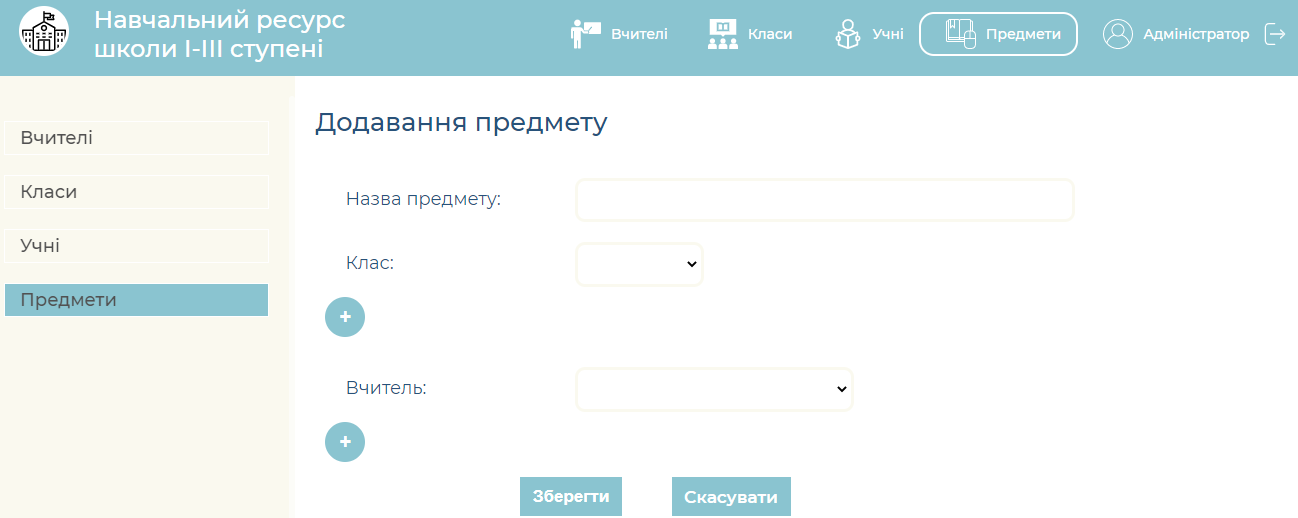 Навчальний ресурс
школи І-ІІІ ступені
Вчителі
Класи
Учні
Предмети
Адміністратор
Вчителі
Класи
Учні
Предмети
Додавання предмету
Назва предмету:
Клас:
+
Вчитель:
+
Зберегти
Скасувати